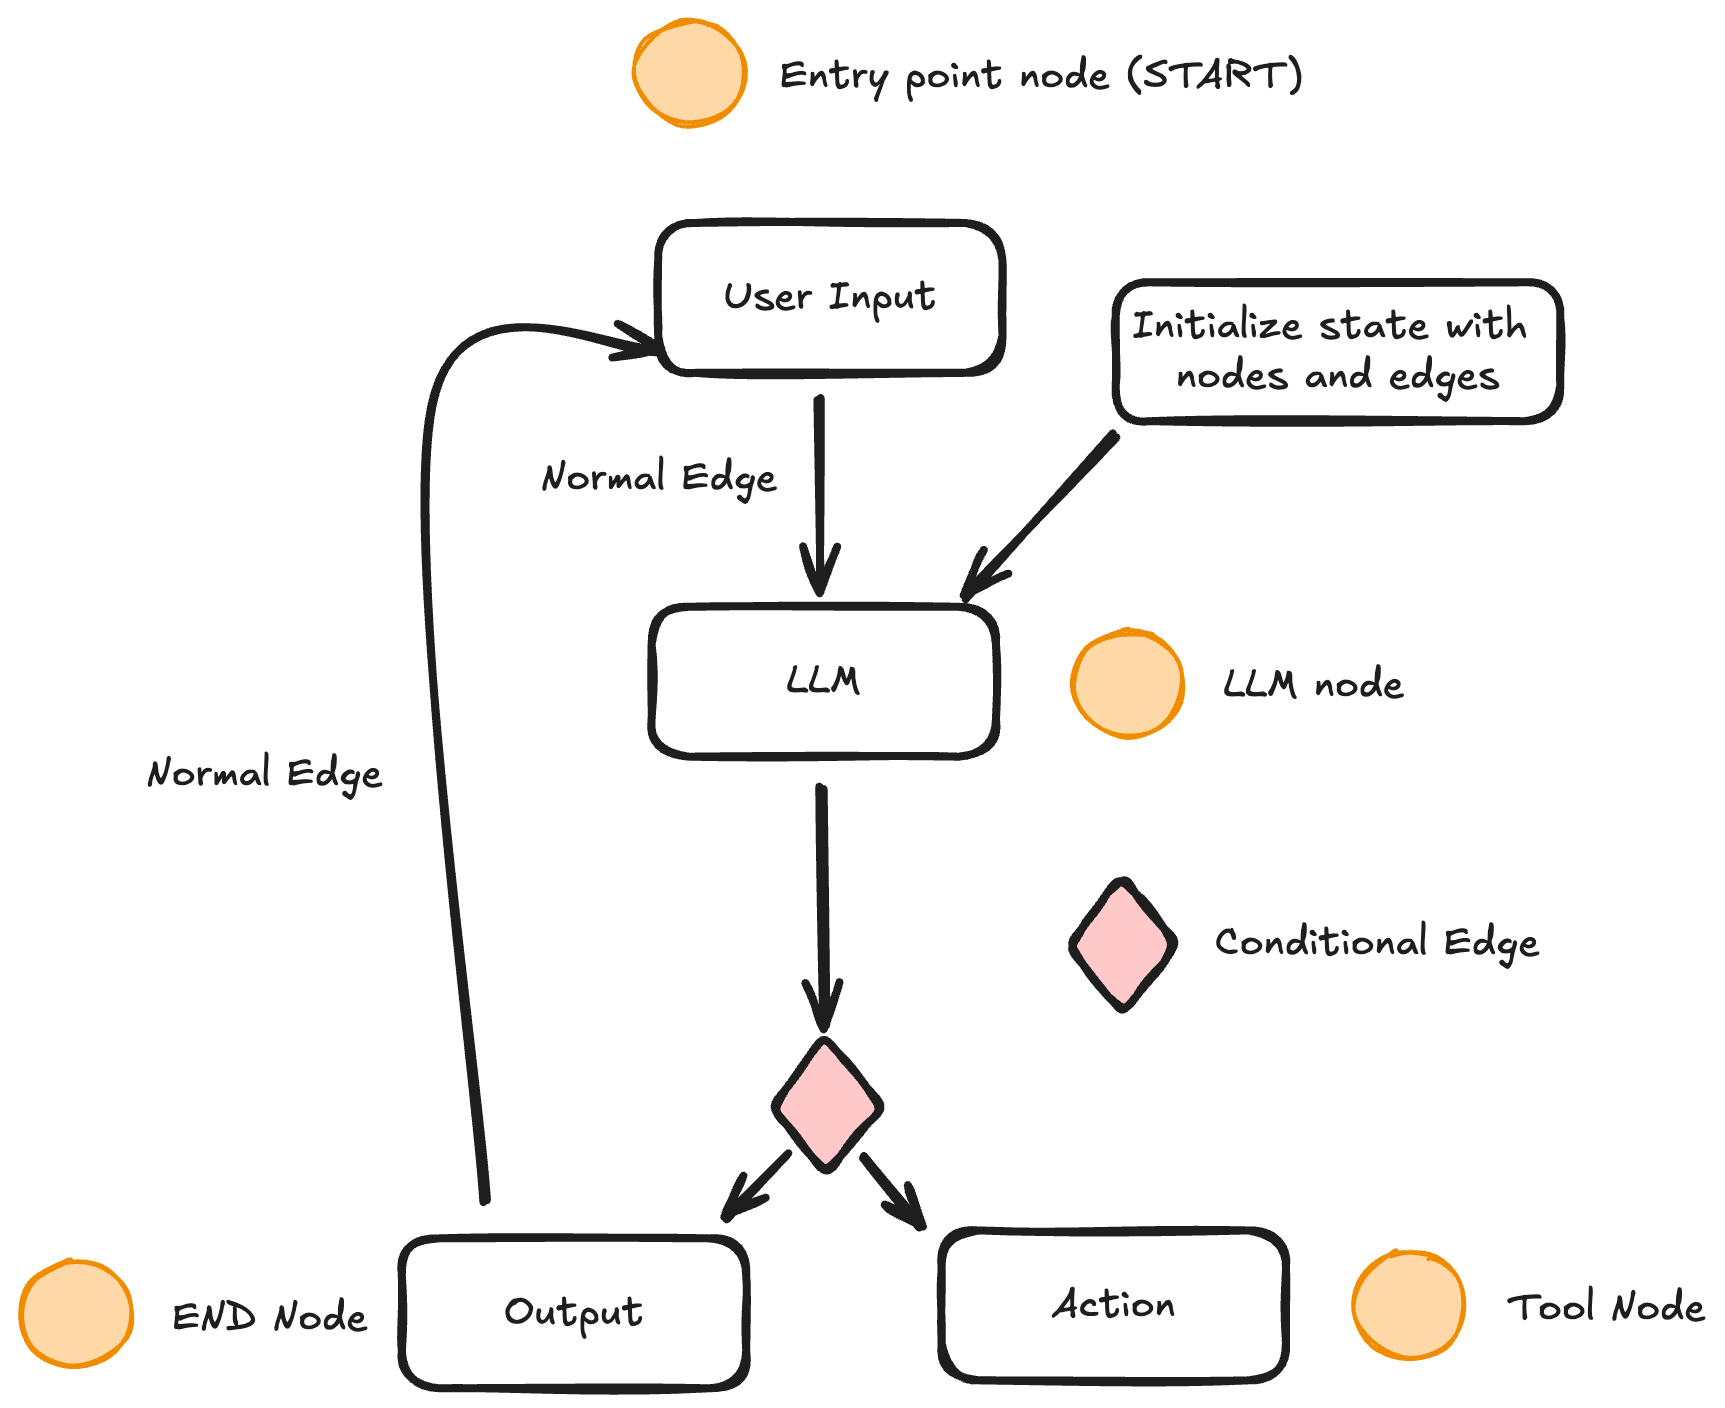 Entry point node (START)
User Input
Initialize state with
nodes and edges
Normal Edge
LLM
LLM node
Normal Edge
Conditional Edge
END Node
Output
Action
Tool Node